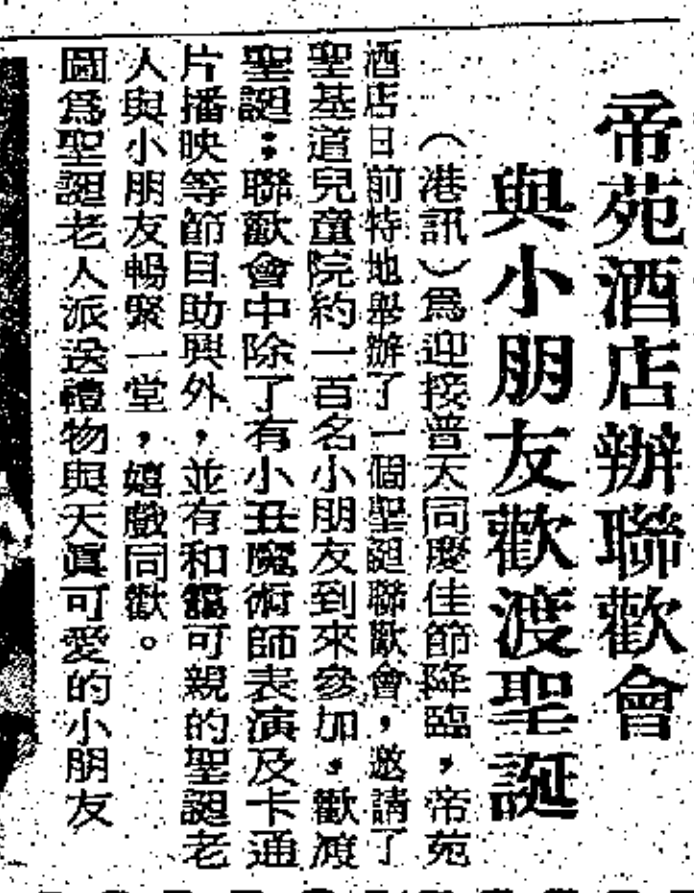 帝苑酒店辦聯歡會
與小朋友歡渡聖誕
（港訊）為迎接普天同慶佳節降臨，帝苑
酒店日前特地舉辦了一個聖誕聯歡會，邀請了
聖基道兒童院約一百名小朋友到來參加，歡渡
聖誕；聯歡會中除了有小丑魔術師表演及卡通
片播映等節目助興外，並有和靄可親的聖誕老
人與小朋友暢聚一堂，嬉戲同歡。
圖為聖誕老人派送禮物與天眞可愛的小朋友